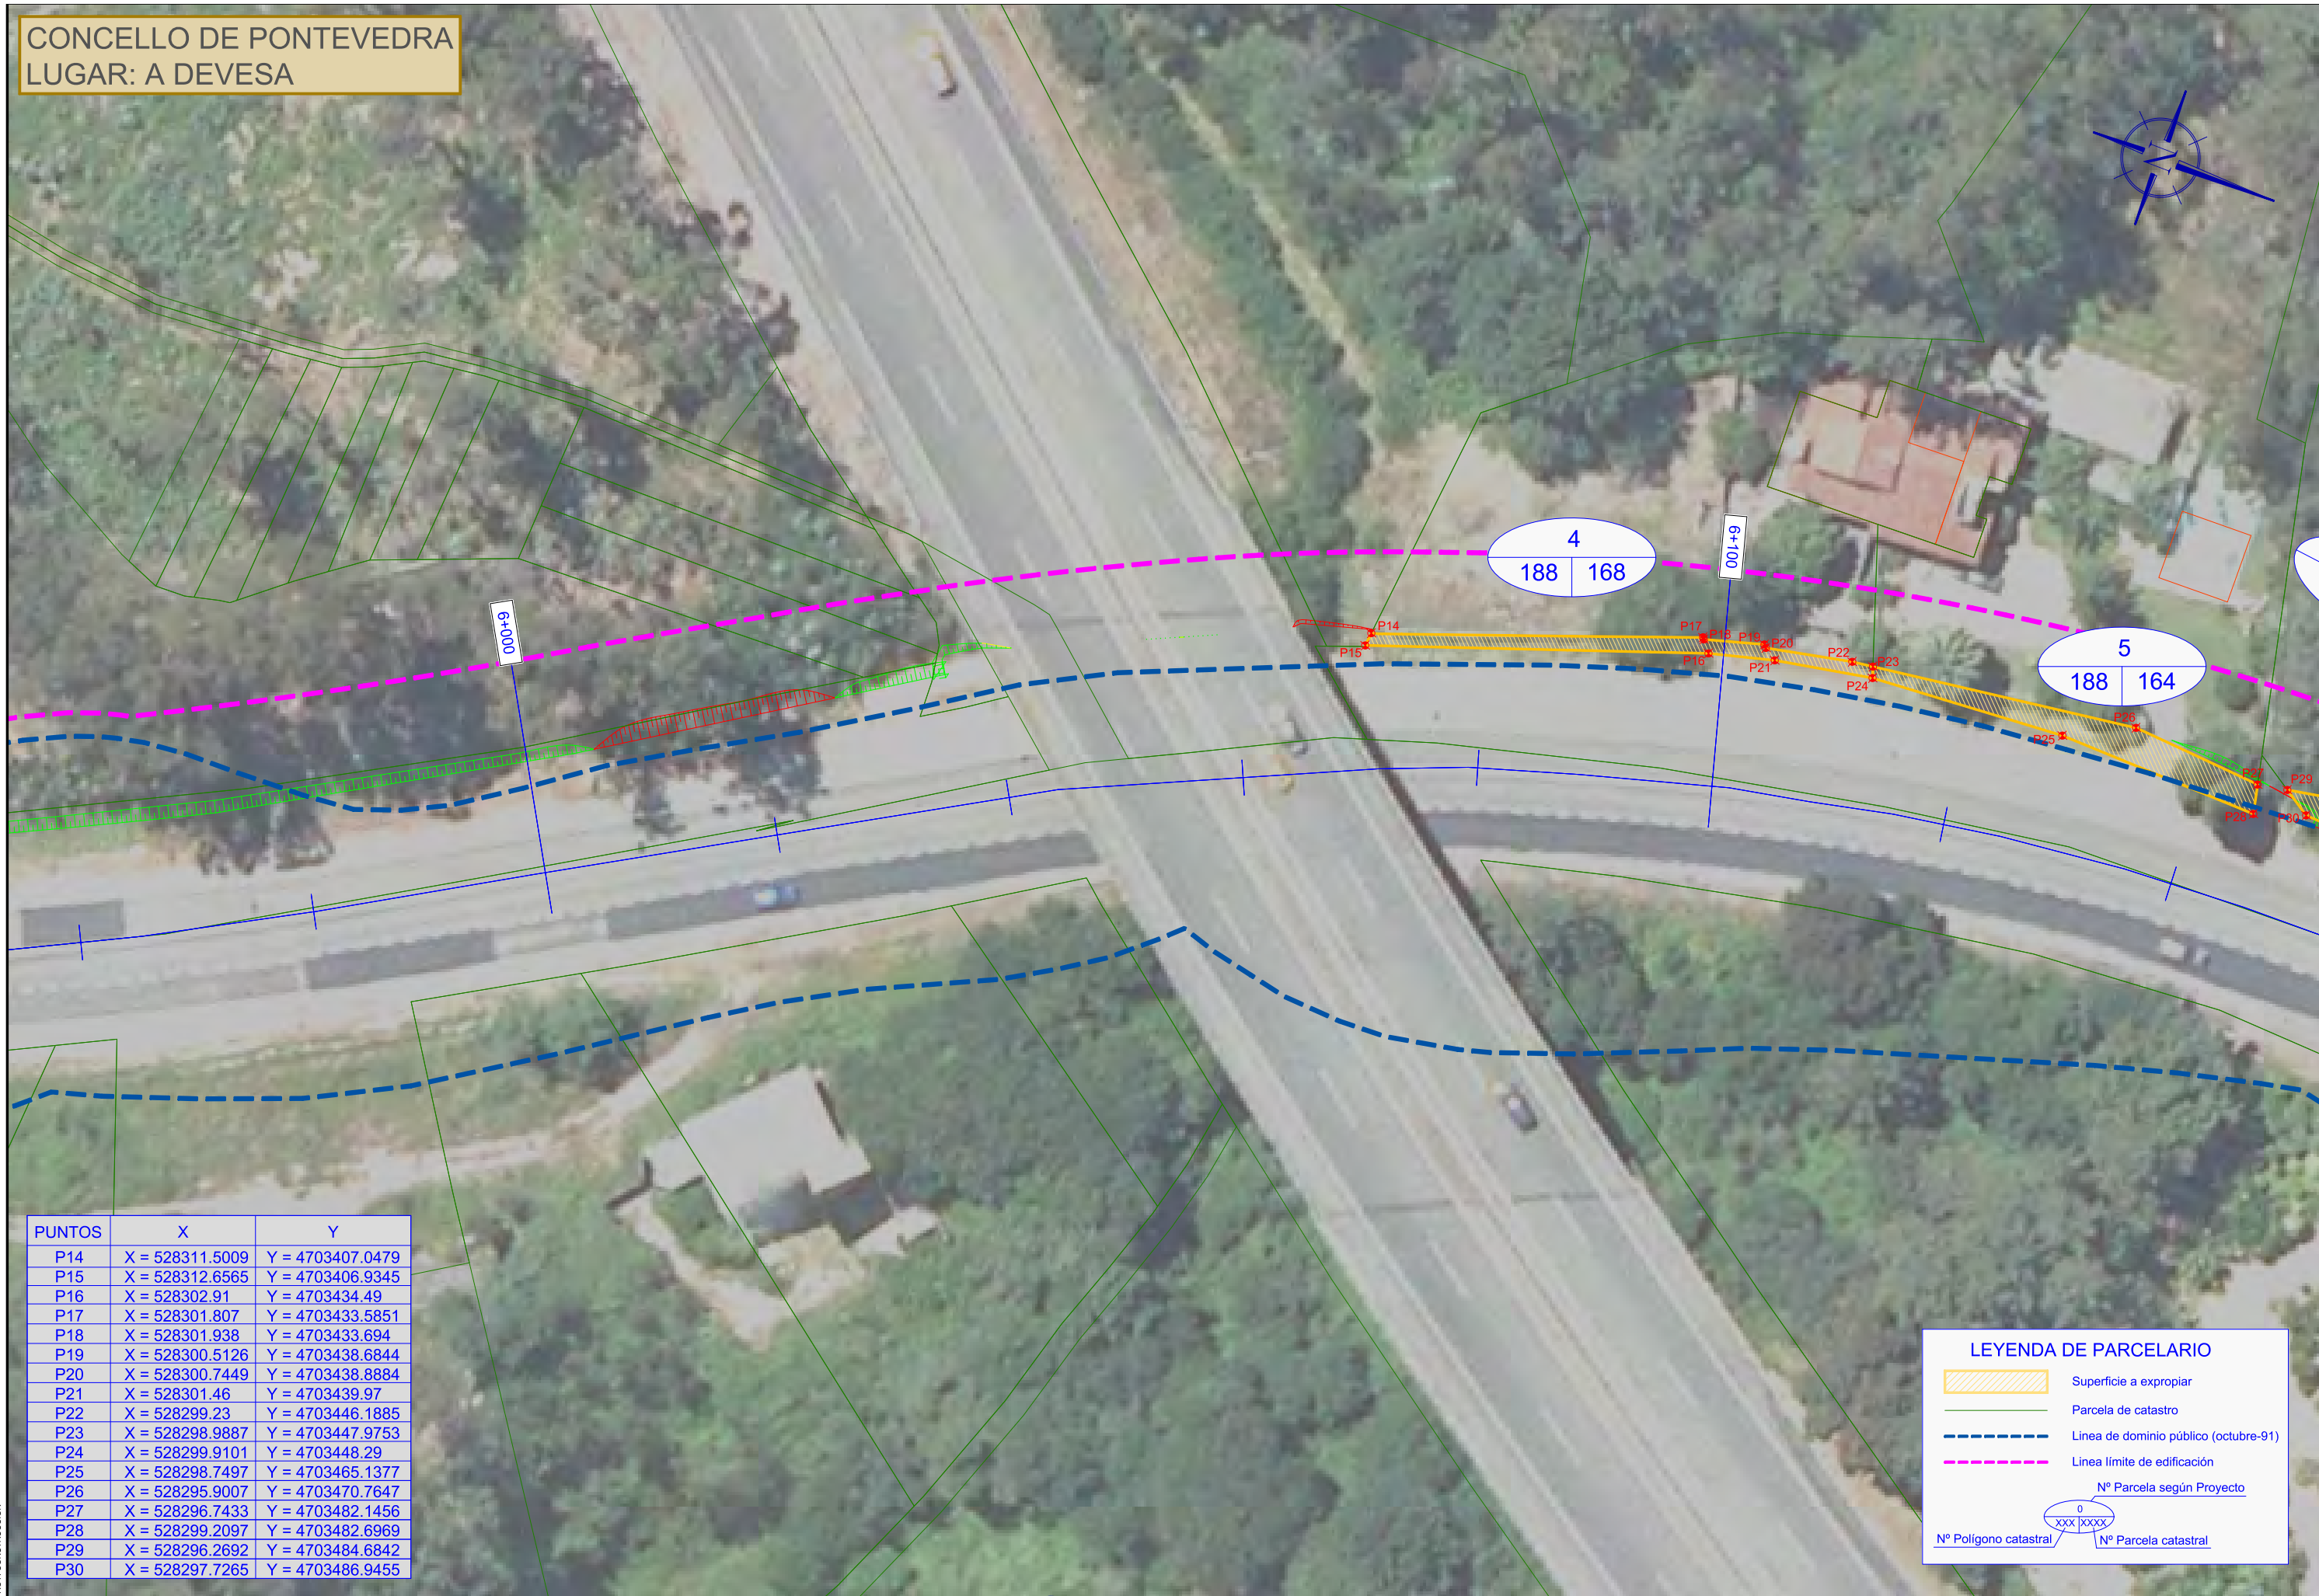 CONCELLO DE PONTEVEDRA
LUGAR: A DEVESA
6+000
6+100
4
188 168
5
188 164
P14
P15
P17
P18
P16
P19
P20
P21
P22
P23
P24
P25
P26
P27
P28
P29
P30
PUNTOS X Y
P14 X = 528311.5009 Y = 4703407.0479
P15 X = 528312.6565 Y = 4703406.9345
P16 X = 528302.91 Y = 4703434.49
P17 X = 528301.807 Y = 4703433.5851
P18 X = 528301.938 Y = 4703433.694
P19 X = 528300.5126 Y = 4703438.6844
P20 X = 528300.7449 Y = 4703438.8884
P21 X = 528301.46 Y = 4703439.97
P22 X = 528299.23 Y = 4703446.1885
P23 X = 528298.9887 Y = 4703447.9753
P24 X = 528299.9101 Y = 4703448.29
P25 X = 528298.7497 Y = 4703465.1377
P26 X = 528295.9007 Y = 4703470.7647
P27 X = 528296.7433 Y = 4703482.1456
P28 X = 528299.2097 Y = 4703482.6969
P29 X = 528296.2692 Y = 4703484.6842
P30 X = 528297.7265 Y = 4703486.9455
LEYENDA DE PARCELARIO
Superficie a expropiar
Parcela de catastro
Linea de dominio público (octubre-91)
Linea límite de edificación
Nº Parcela según Proyecto
0
XXX XXXX
Nº Polígono catastral
Nº Parcela catastral